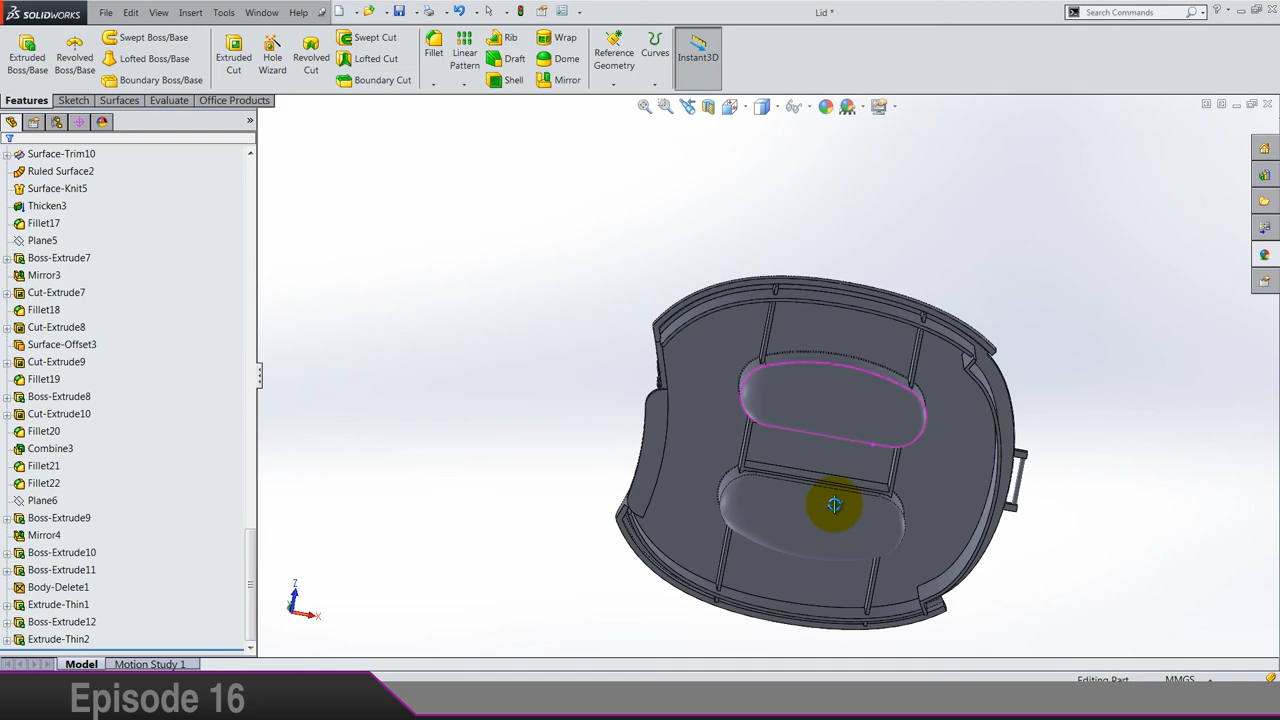 SOLIDWORKS File Edit View Insert Tools Window Help Lid * Search Commands
Extruded Boss/Base
Revolved Boss/Base
Swept Boss/Base
Lofted Boss/Base
Boundary Boss/Base
Extruded Cut
Hole Wizard
Revolved Cut
Swept Cut
Lofted Cut
Boundary Cut
Fillet
Linear Pattern
Rib
Draft
Shell
Wrap
Dome
Mirror
Reference Geometry
Curves
Instant3D
Features Sketch Surfaces Evaluate Office Products
Surface-Trim10
Ruled Surface2
Surface-Knit5
Thicken3
Fillet17
Plane5
Boss-Extrude7
Mirror3
Cut-Extrude7
Fillet18
Cut-Extrude8
Surface-Offset3
Cut-Extrude9
Fillet19
Boss-Extrude8
Cut-Extrude10
Fillet20
Combine3
Fillet21
Fillet22
Plane6
Boss-Extrude9
Mirror4
Boss-Extrude10
Boss-Extrude11
Body-Delete1
Extrude-Thin1
Boss-Extrude12
Extrude-Thin2
Z
X
Model Motion Study 1
Editing Part MMGS
Episode 16